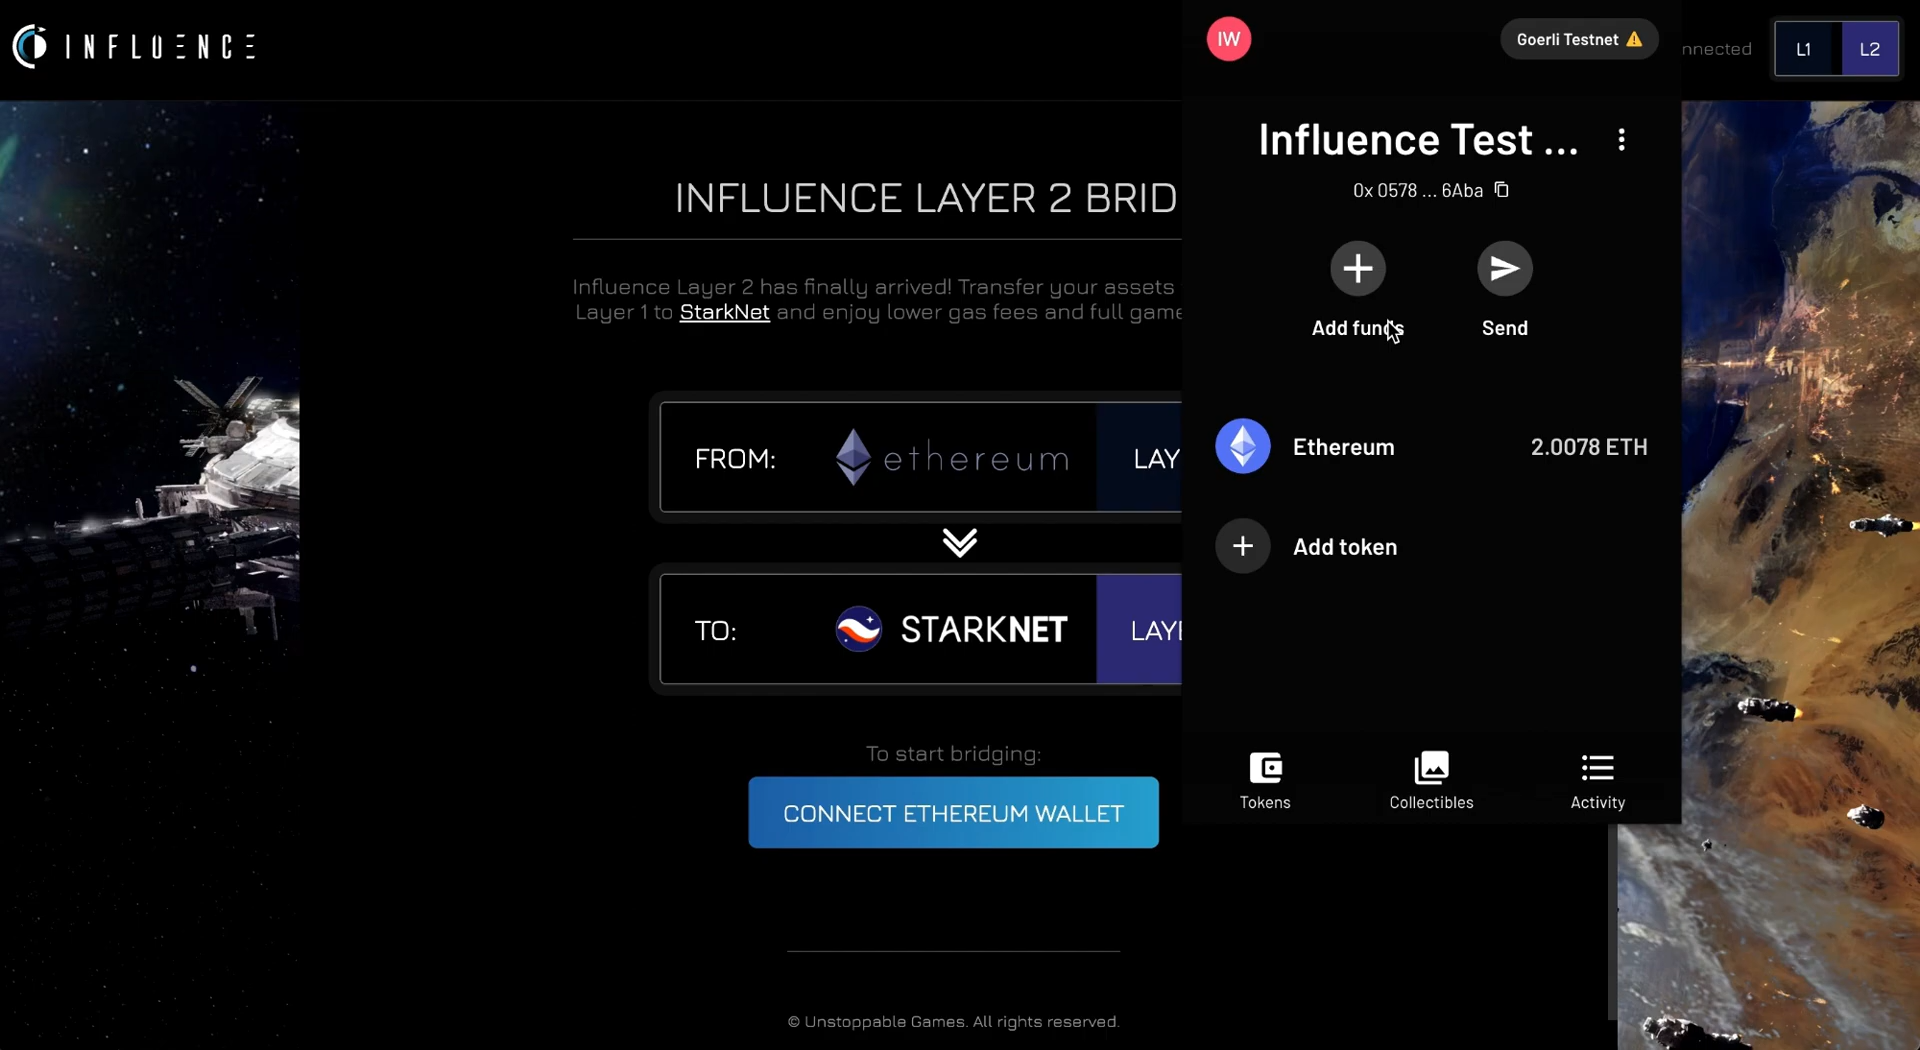 INFLUENCE
IW
Goerli Testnet
nnected
L1
L2
Influence Test ...
0x 0578 ... 6Aba
Add funds
Send
Ethereum
2.0078 ETH
Add token
Tokens
Collectibles
Activity
INFLUENCE LAYER 2 BRID
Influence Layer 2 has finally arrived! Transfer your assets
Layer 1 to StarkNet and enjoy lower gas fees and full game
FROM:
ethereum
LAY
TO:
STARKNET
LAYE
To start bridging:
CONNECT ETHEREUM WALLET
© Unstoppable Games. All rights reserved.